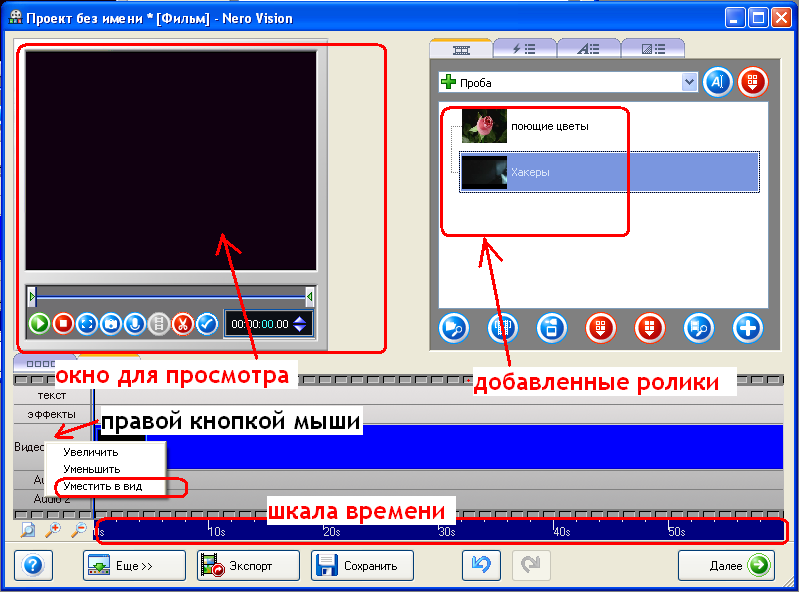 Проект без имени * [Фильм] - Nero Vision
Проба
поющие цветы
Хакеры
00:00:00.00
окно для просмотра
добавленные ролики
текст
эффекты
правой кнопкой мыши
Видео
Увеличить
Уменьшить
Уместить в вид
Audio 2
шкала времени
10s
20s
30s
40s
50s
Еще >>
Экспорт
Сохранить
Далее